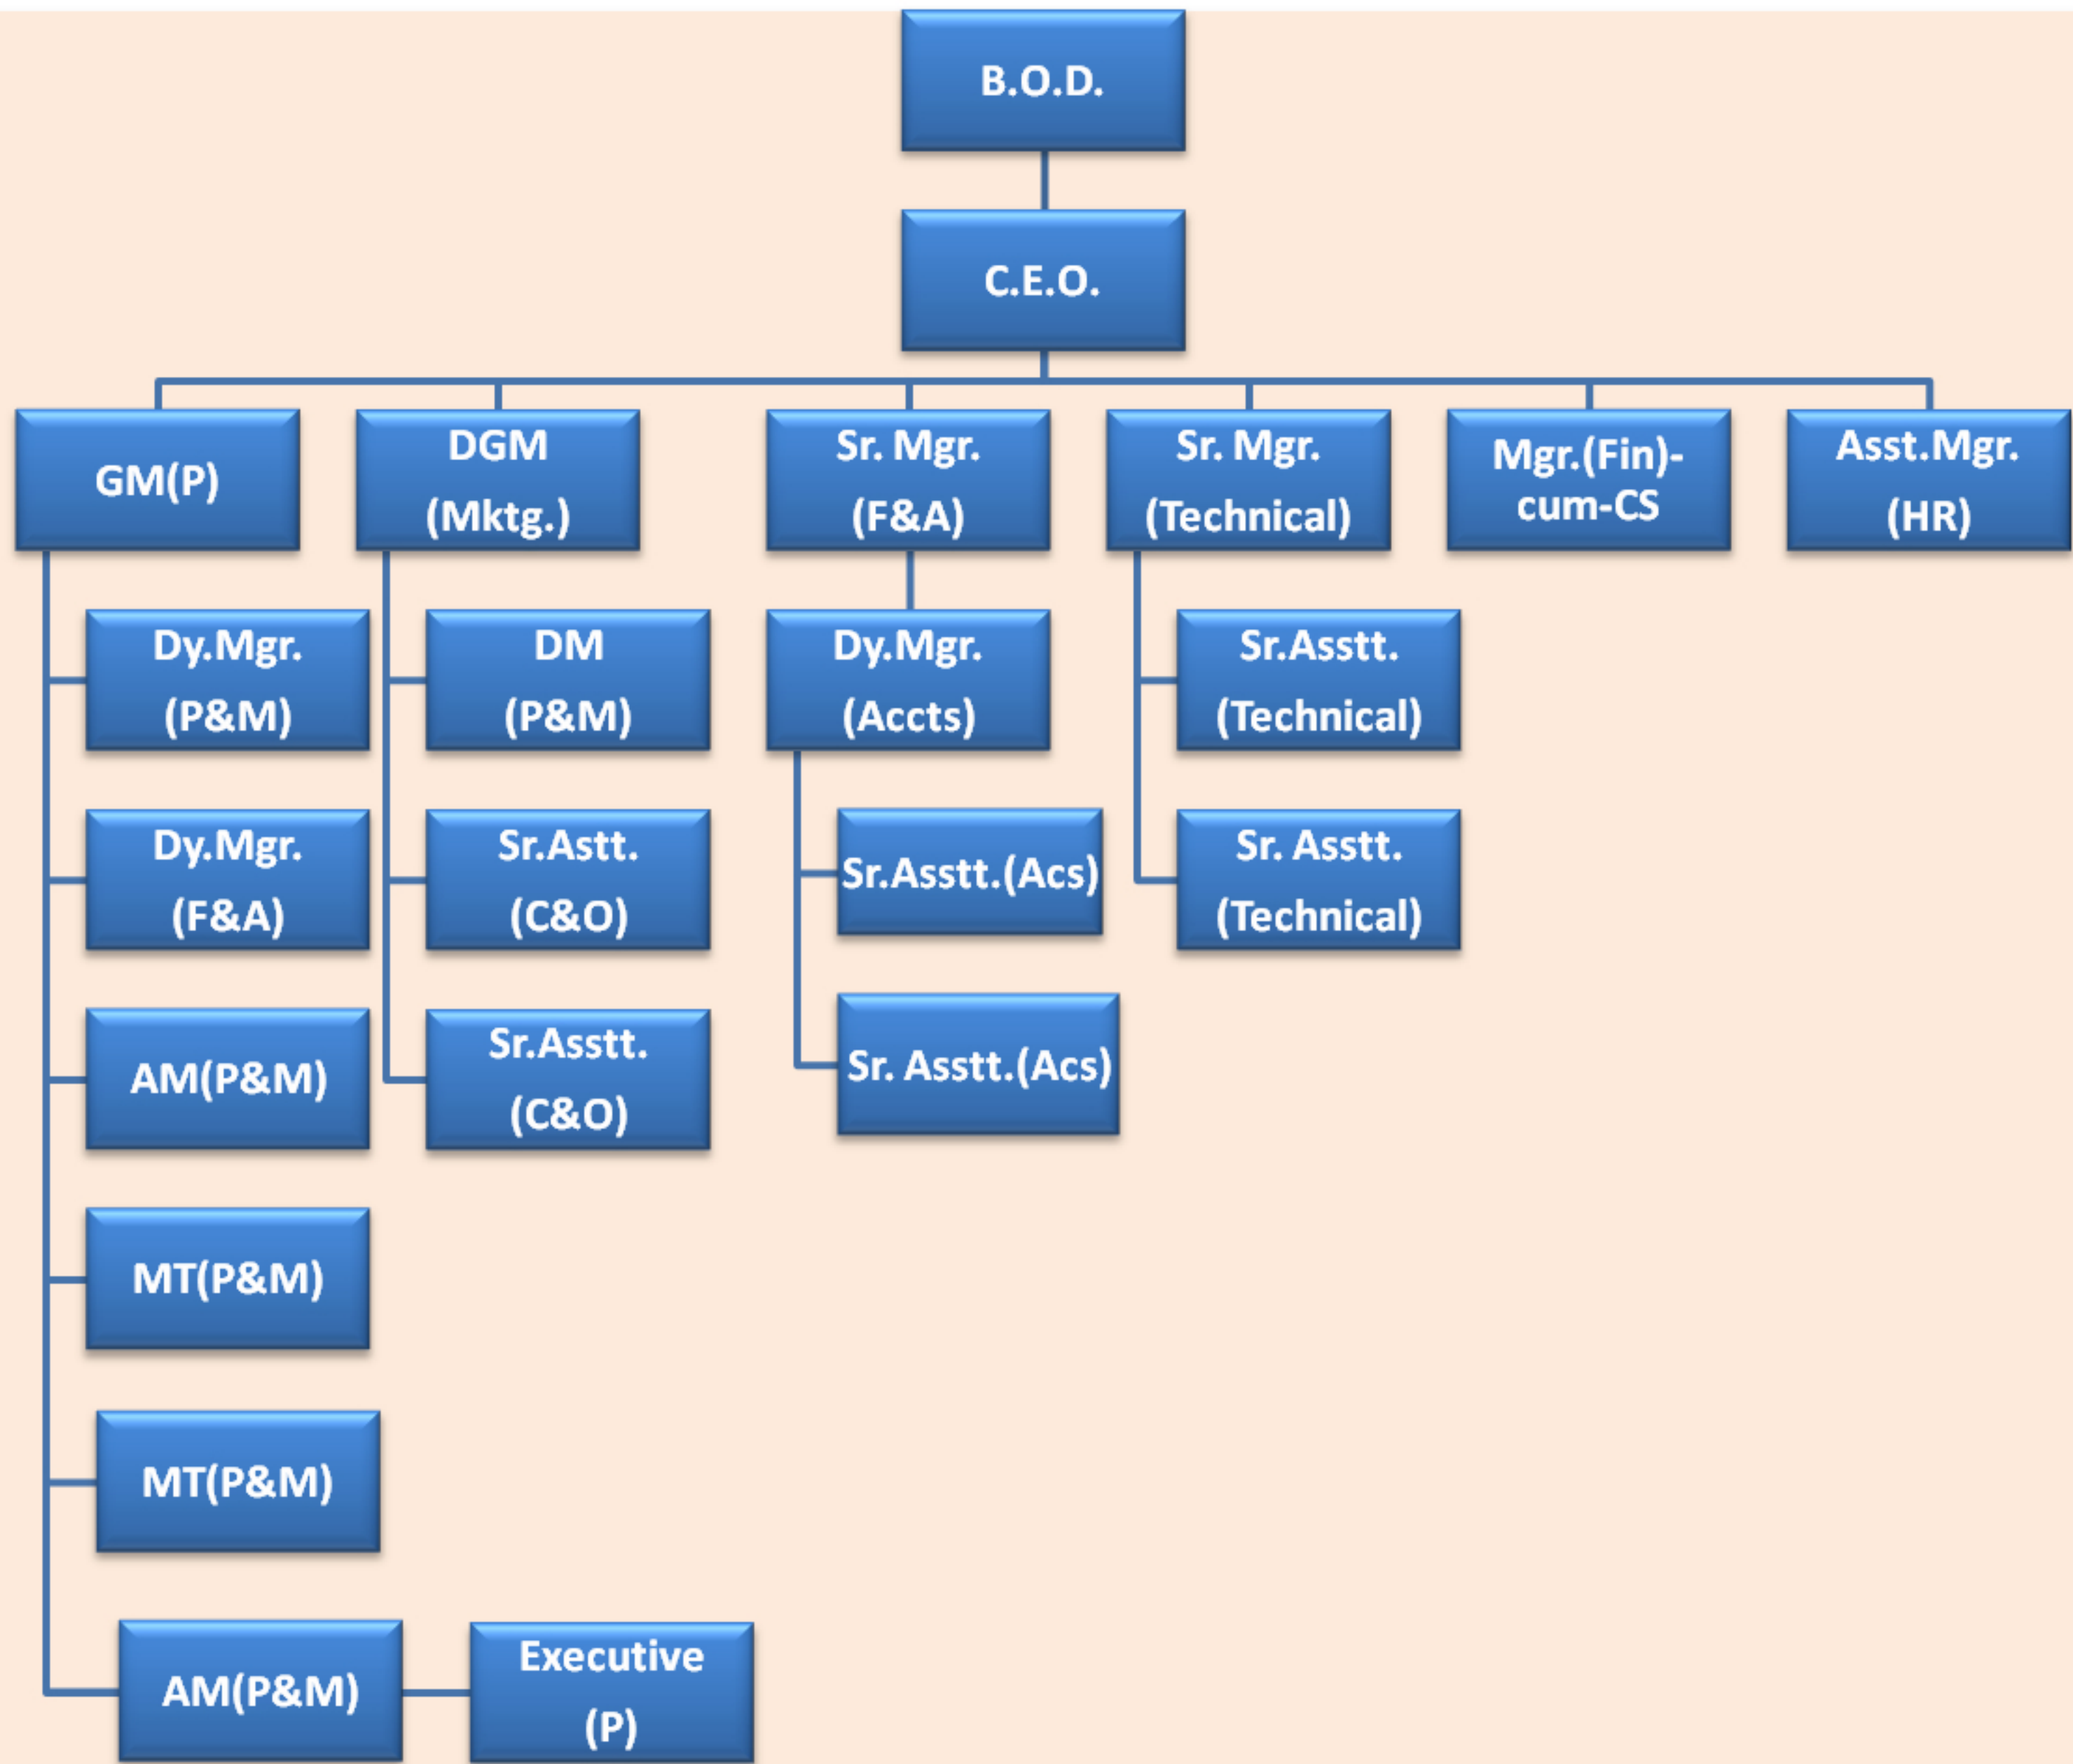 B.O.D.
C.E.O.
GM(P)
DGM
(Mktg.)
Sr. Mgr.
(F&A)
Sr. Mgr.
(Technical)
Mgr.(Fin)-
cum-CS
Asst.Mgr.
(HR)
Dy.Mgr.
(P&M)
DM
(P&M)
Dy.Mgr.
(Accts)
Sr.Asstt.
(Technical)
Dy.Mgr.
(F&A)
Sr.Astt.
(C&O)
Sr.Asstt.(Acs)
Sr. Asstt.
(Technical)
AM(P&M)
Sr.Asstt.
(C&O)
Sr. Asstt.(Acs)
MT(P&M)
MT(P&M)
AM(P&M)
Executive
(P)